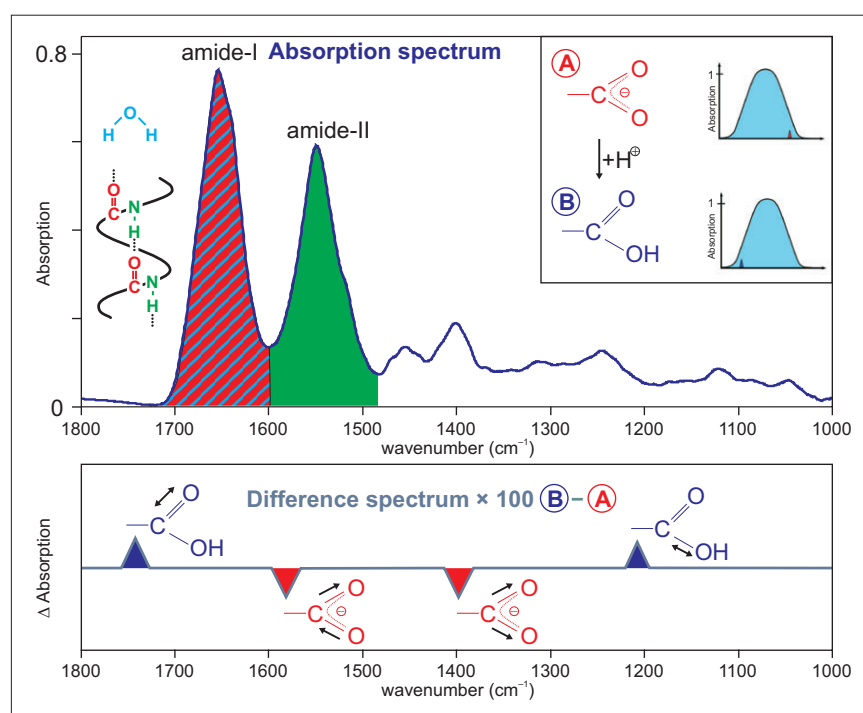 0.8
amide-I
Absorption spectrum
amide-II
Absorption
0
O
H H
O
C N
H
O
C N
H
A
C O
O
⊖
+H⊕
B
C O
OH
1
Absorption
1
Absorption
1800 1700 1600 1500 1400 1300 1200 1100 1000
wavenumber (cm⁻¹)
Difference spectrum × 100 B – A
Δ Absorption
O
C
OH
O
C ⊖
O
O
C ⊖
O
O
C
OH
1800 1700 1600 1500 1400 1300 1200 1100 1000
wavenumber (cm⁻¹)